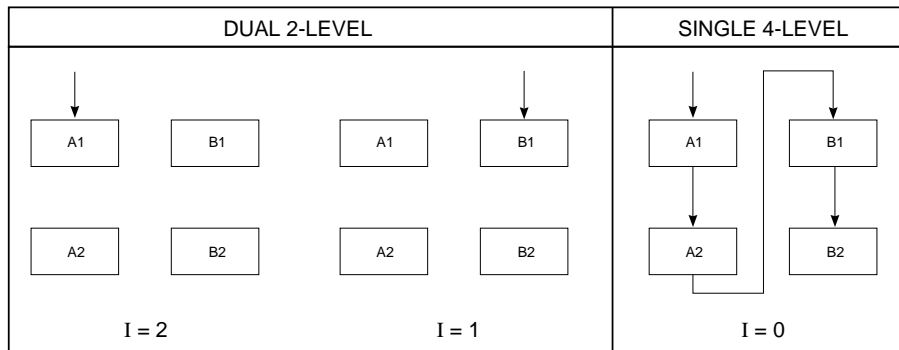 DUAL 2-LEVEL SINGLE 4-LEVEL
A1 B1 A1 B1 A1 B1
A2 B2 A2 B2 A2 B2
I = 2 I = 1 I = 0